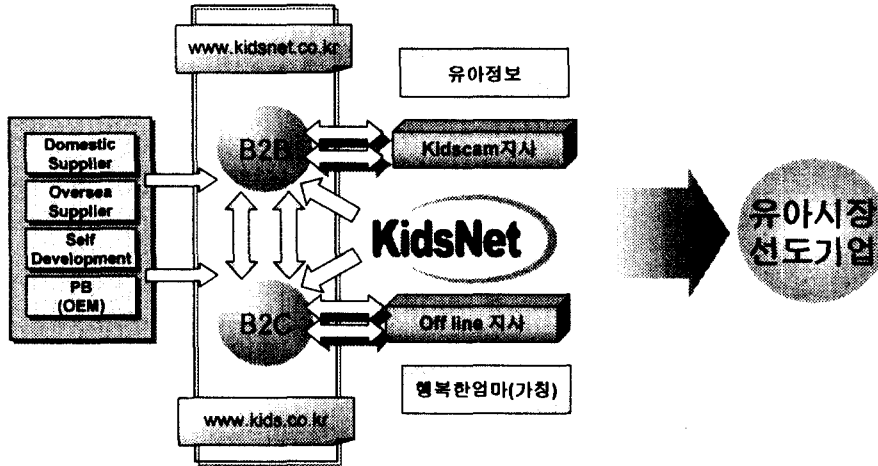 www.kidsnet.co.kr
유아정보
Domestic
Supplier
Oversea
Supplier
Self
Development
PB
(OEM)
B2B
Kidscam지사
KidsNet
유아시장
선도기업
B2C
Off line 지사
행복한엄마(가칭)
www.kids.co.kr